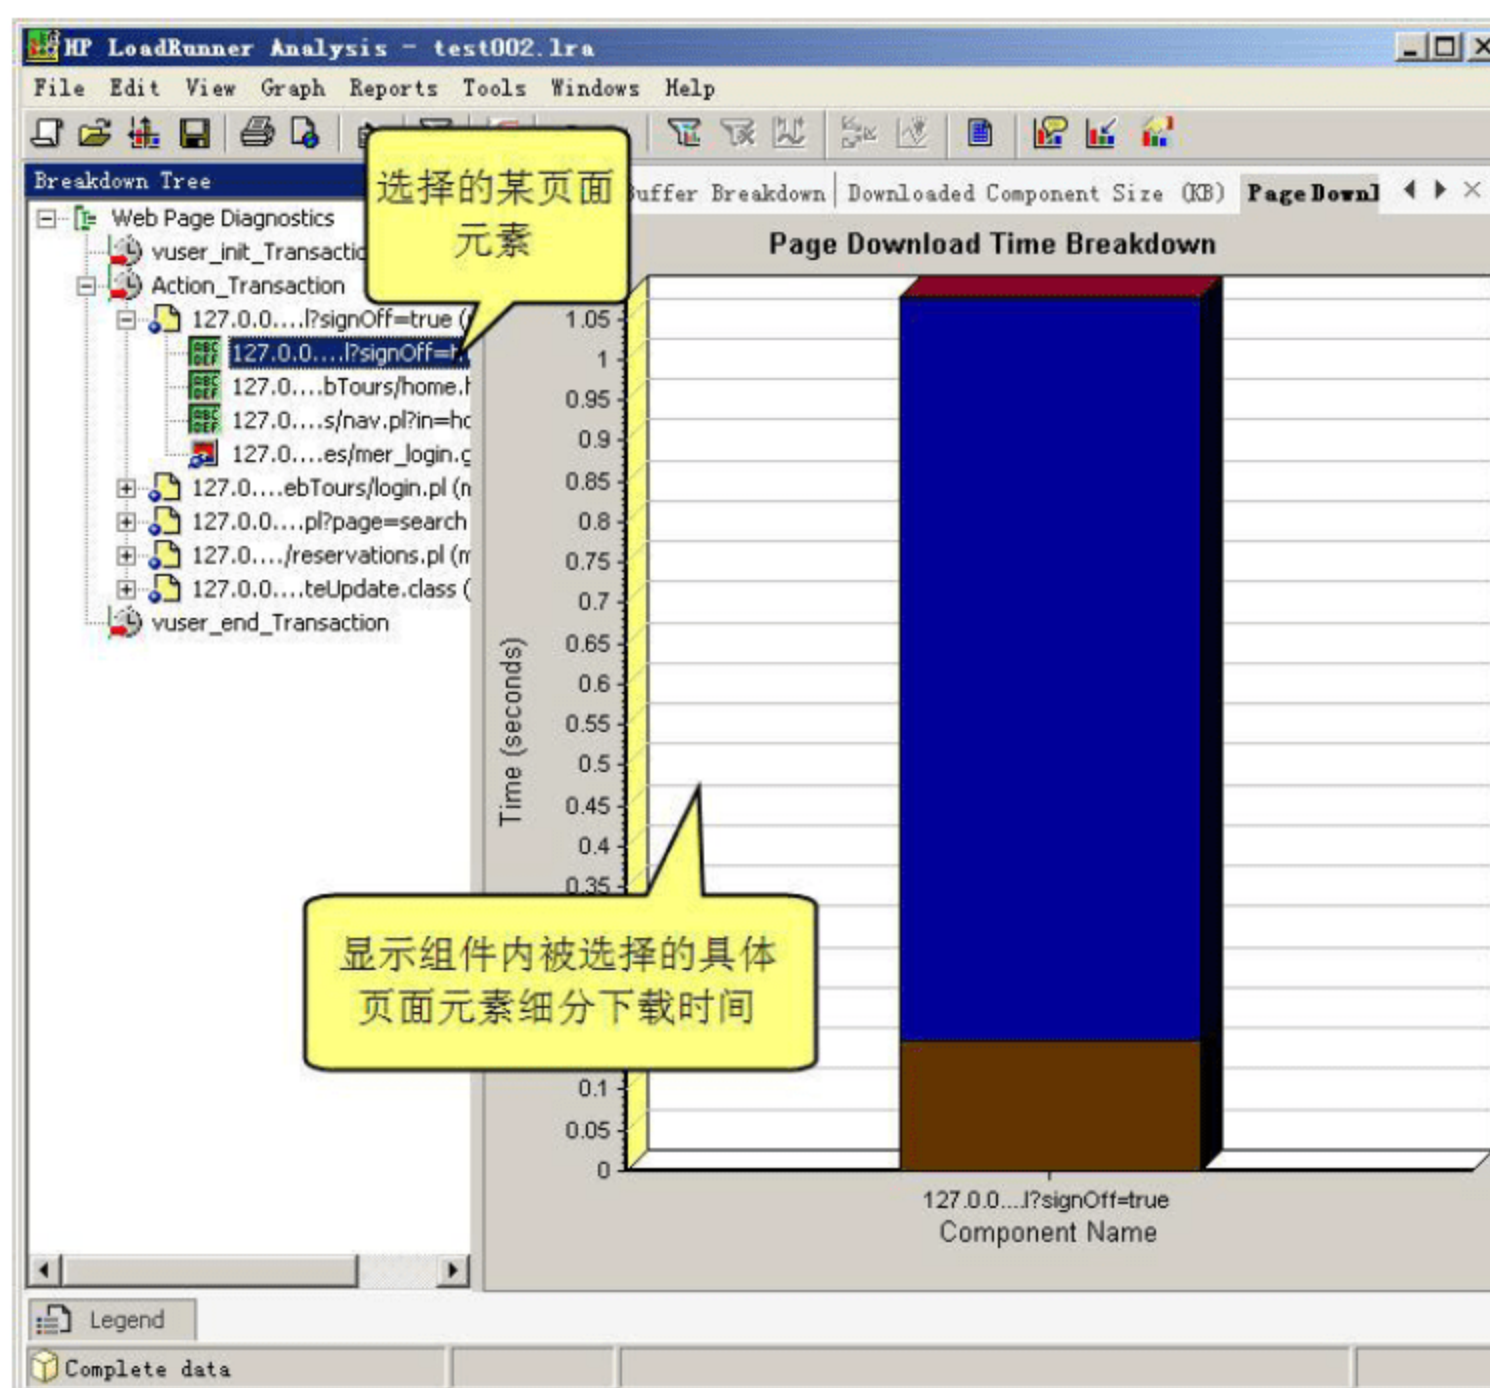 HP LoadRunner Analysis - test002.lra
File Edit View Graph Reports Tools Windows Help
选择的某页面
元素
Breakdown Tree
Buffer Breakdown
Downloaded Component Size (KB)
Page Downl
Web Page Diagnostics
vuser_init_Transactio
Action_Transaction
127.0.0....l?signOff=true (
127.0.0....l?signOff=
127.0....bTours/home.h
127.0....s/nav.pl?in=ho
127.0....es/mer_login.g
127.0....ebTours/login.pl (m
127.0.0....pl?page=search
127.0..../reservations.pl (m
127.0.0....teUpdate.class (
vuser_end_Transaction
Page Download Time Breakdown
Time (seconds)
1.05
1
0.95
0.9
0.85
0.8
0.75
0.7
0.65
0.6
0.55
0.5
0.45
0.4
0.35
显示组件内被选择的具体
页面元素细分下载时间
0.1
0.05
0
127.0.0....l?signOff=true
Component Name
Legend
Complete data